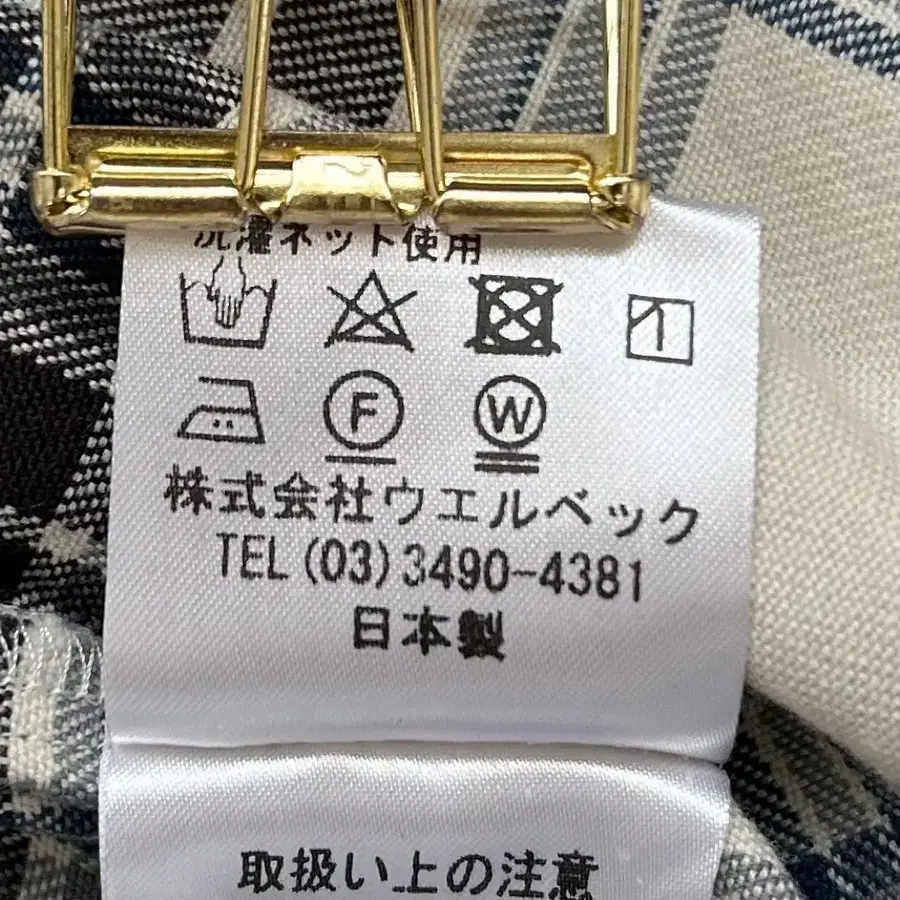 洗濯ネット使用
F W
株式会社ウエルベック
TEL(03)3490-4381
日本製
取扱い上の注意